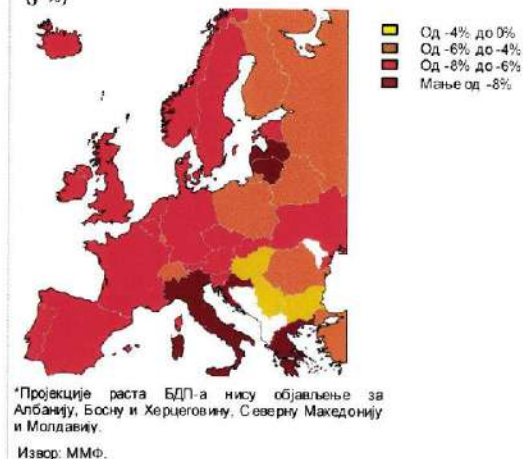 Од -4% до 0%
Од -6% до -4%
Од -8% до -6%
Мање од -8%
*Пројекције раста БДП-а нису објављење за
Албанију, Босну и Херцеговину, Северну Македонију
и Молдавију.
Извор: ММФ.